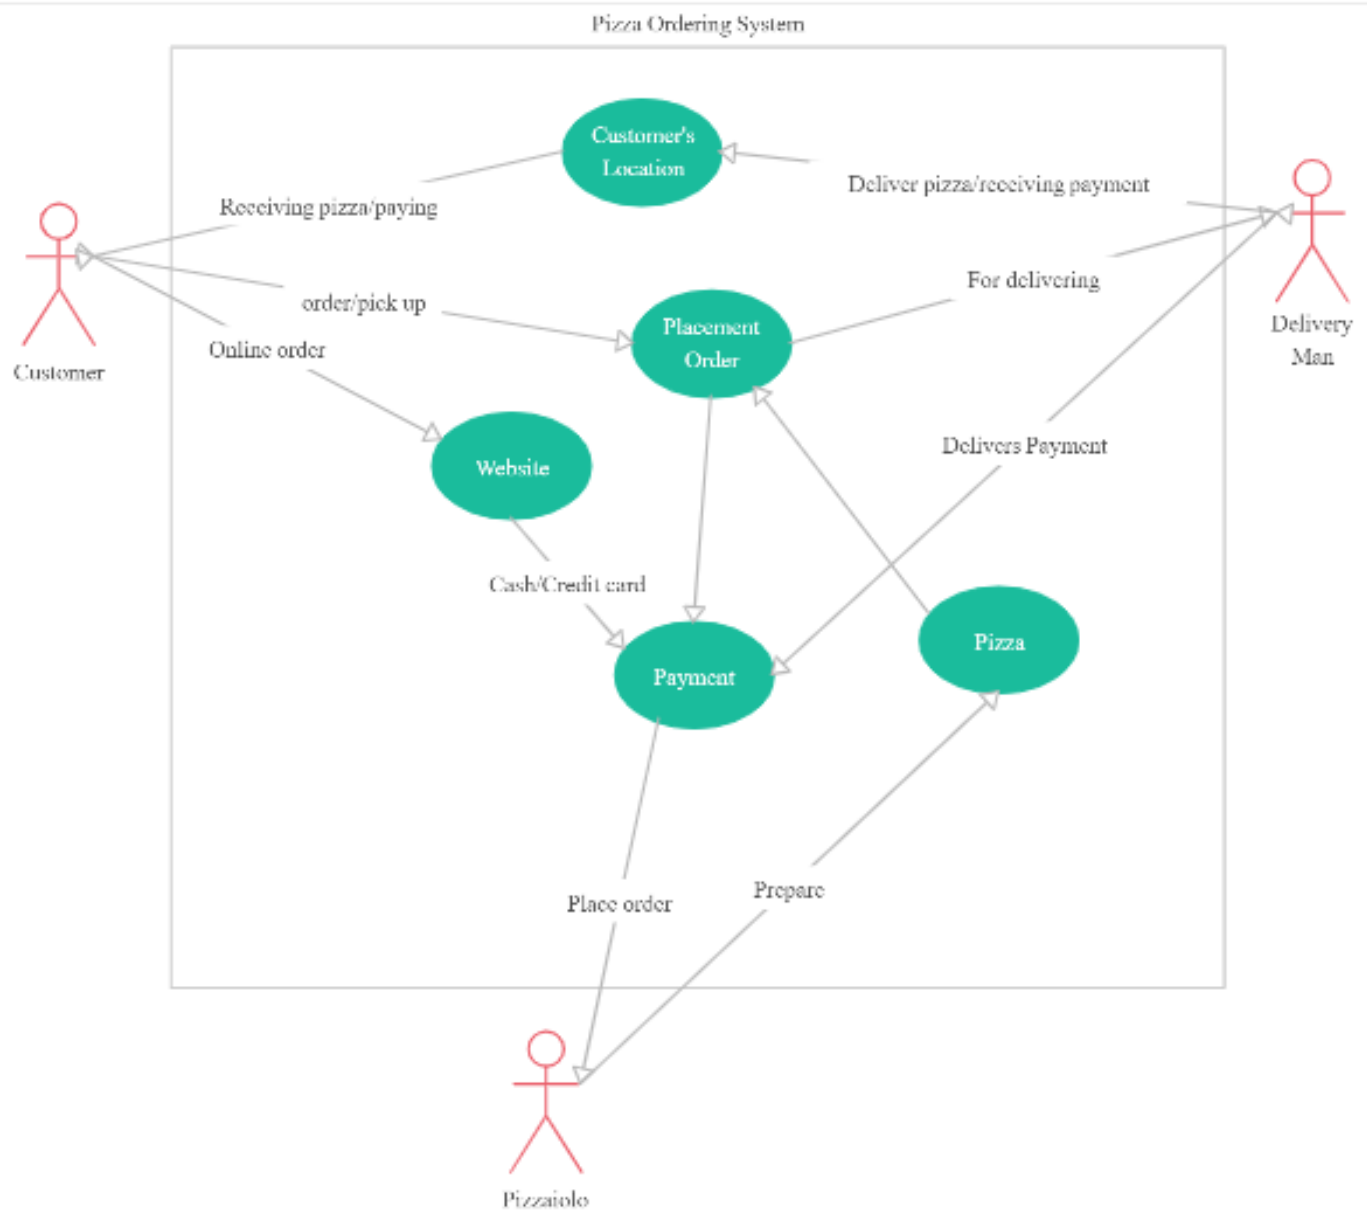 Pizza Ordering System
Customer's
Location
Deliver pizza/receiving payment
Receiving pizza/paying
For delivering
order/pick up
Placement
Order
Delivery
Man
Online order
Customer
Delivers Payment
Website
Cash/Credit card
Pizza
Payment
Prepare
Place order
Pizzaiolo